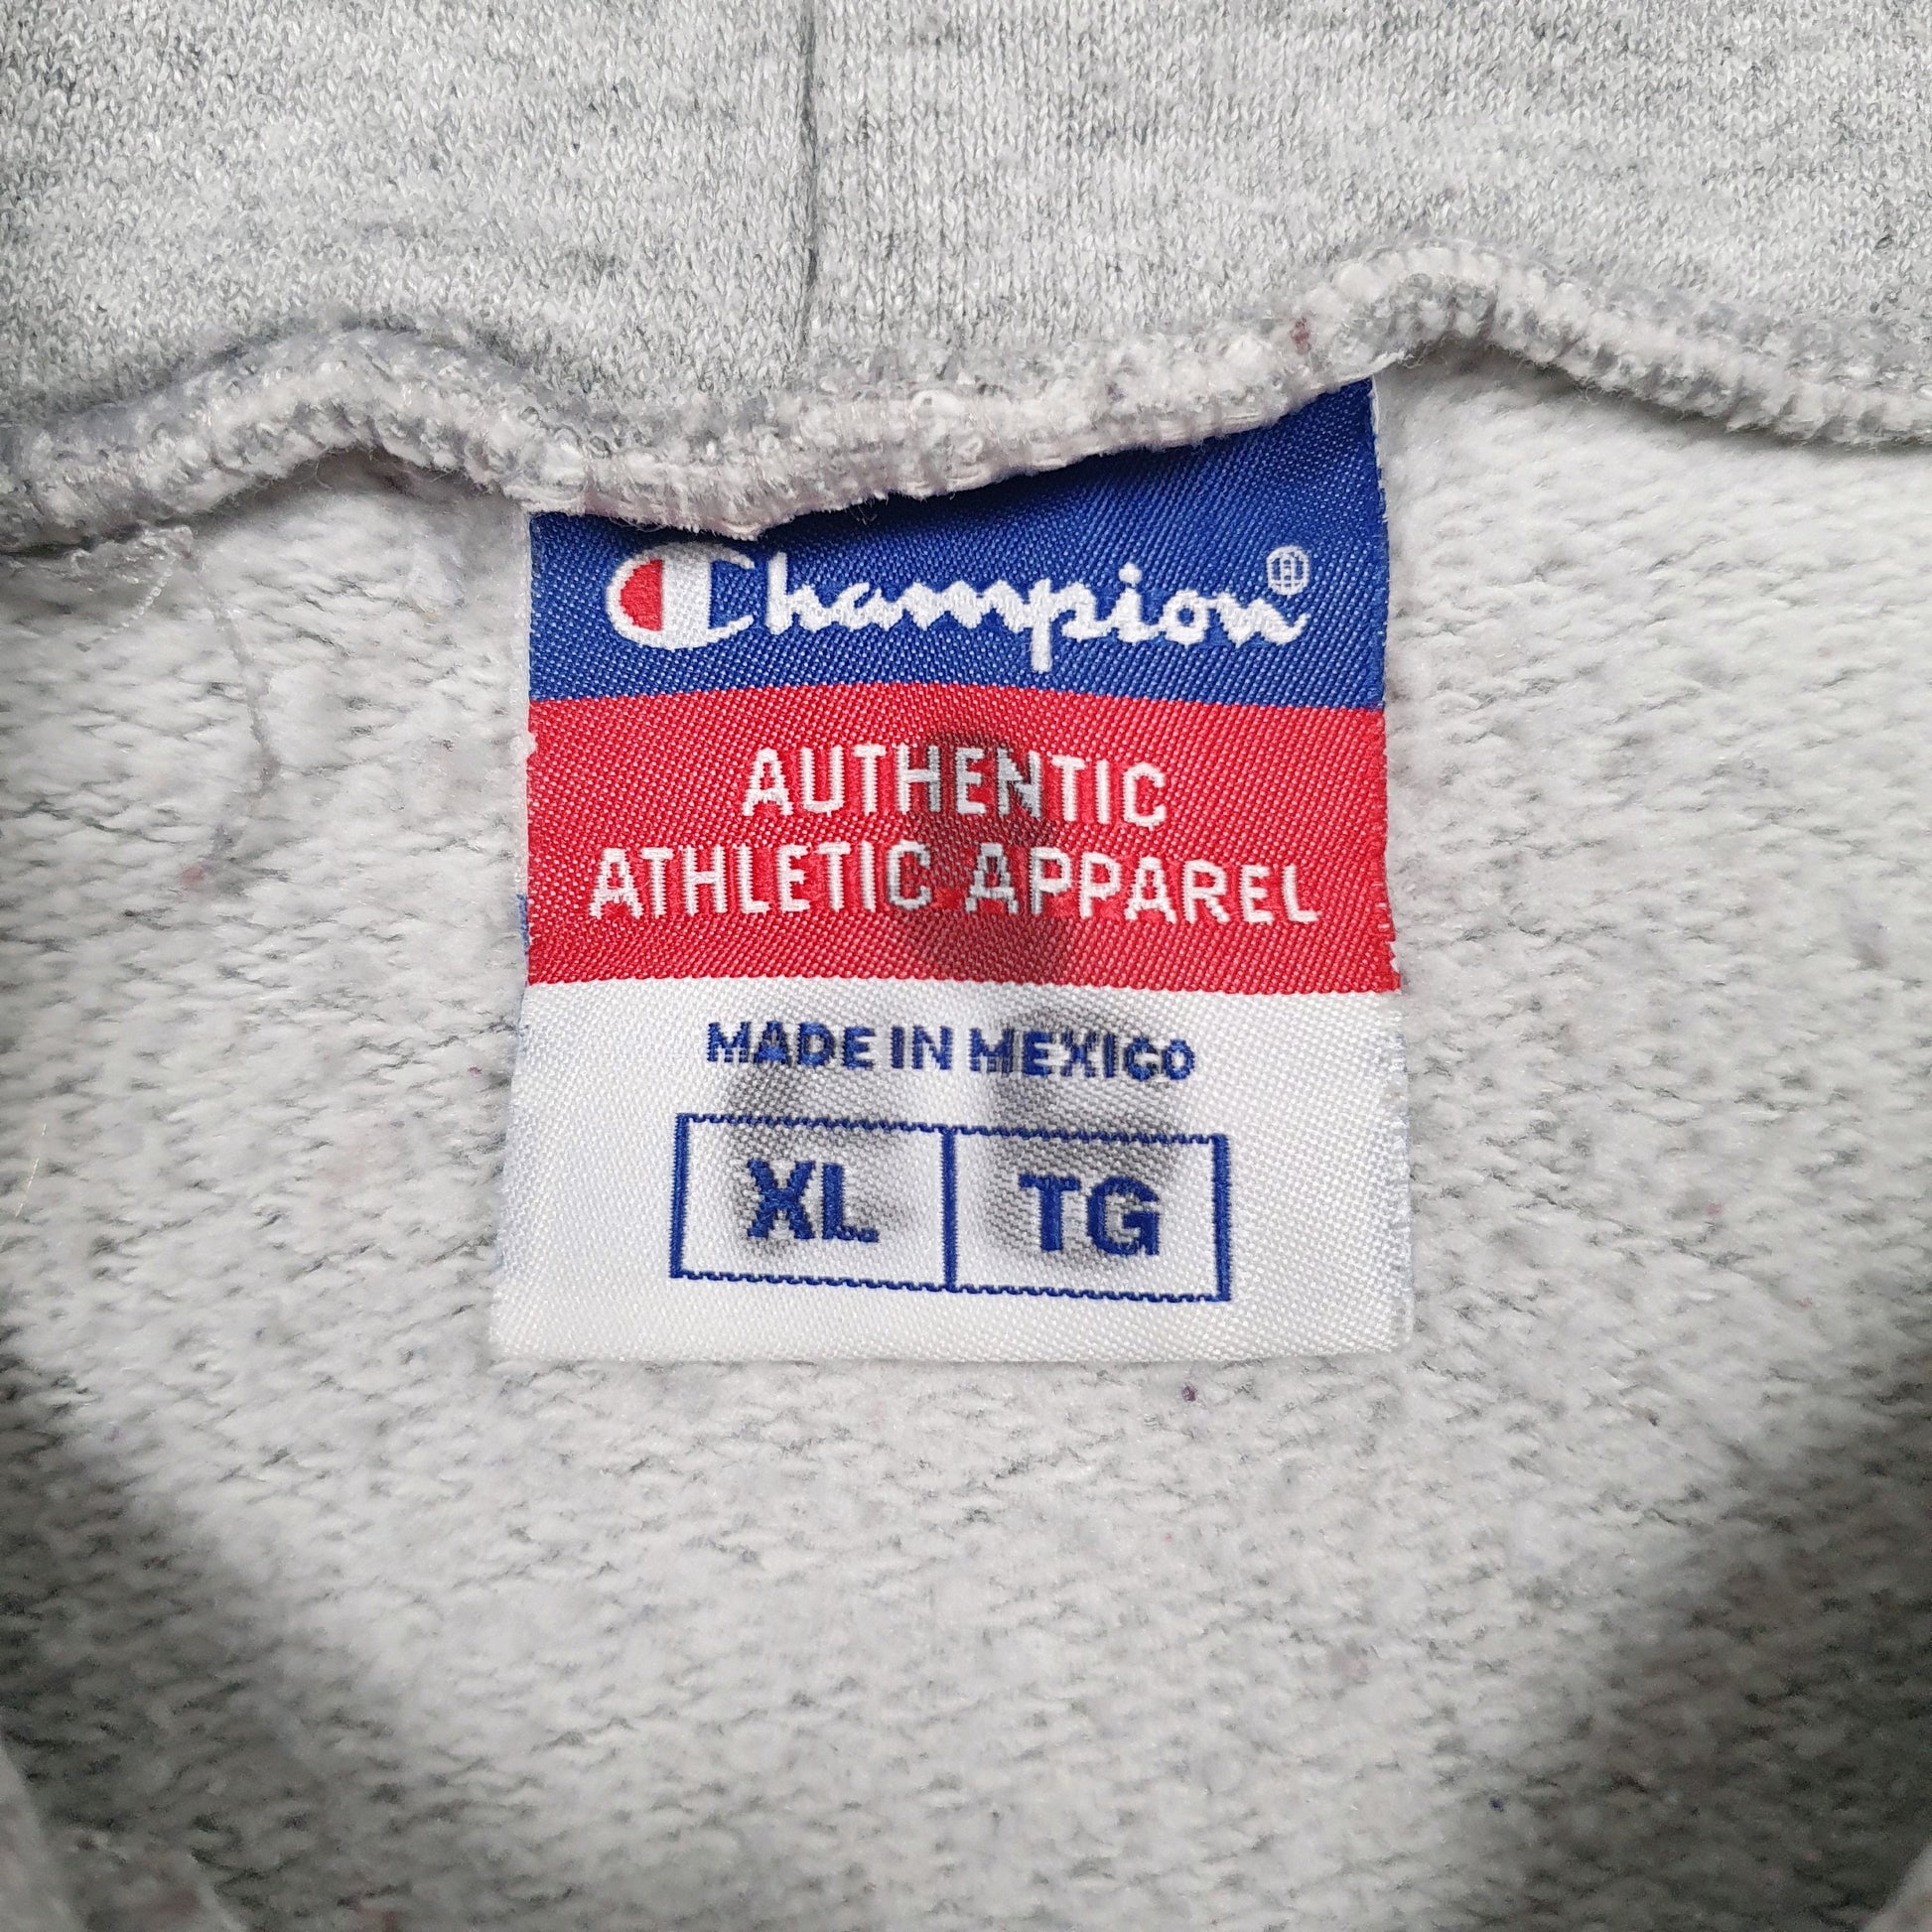 Champion®
AUTHENTIC
ATHLETIC APPAREL
MADE IN MEXICO
XL TG